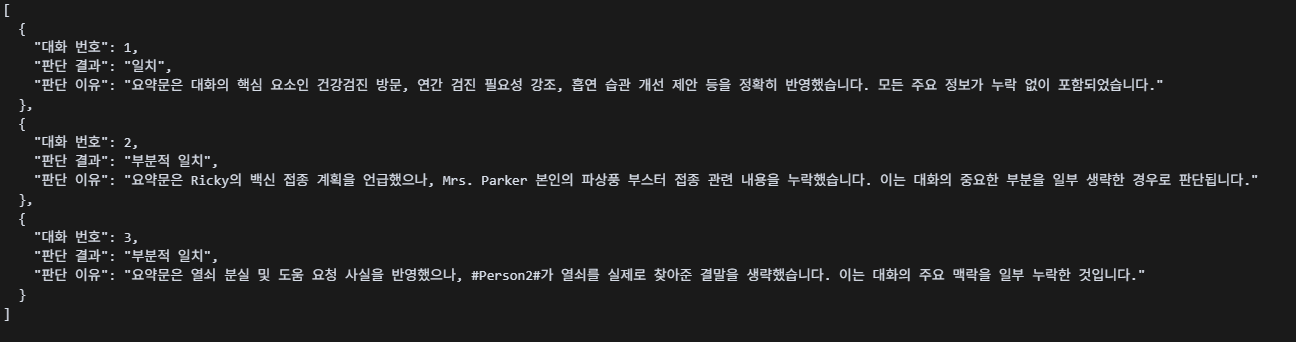 [
  {
    "대화 번호": 1,
    "판단 결과": "일치",
    "판단 이유": "요약문은 대화의 핵심 요소인 건강검진 방문, 연간 검진 필요성 강조, 흡연 습관 개선 제안 등을 정확히 반영했습니다. 모든 주요 정보가 누락 없이 포함되었습니다."
  },
  {
    "대화 번호": 2,
    "판단 결과": "부분적 일치",
    "판단 이유": "요약문은 Ricky의 백신 접종 계획을 언급했으나, Mrs. Parker 본인의 파상풍 부스터 접종 관련 내용을 누락했습니다. 이는 대화의 중요한 부분을 일부 생략한 경우로 판단됩니다."
  },
  {
    "대화 번호": 3,
    "판단 결과": "부분적 일치",
    "판단 이유": "요약문은 열쇠 분실 및 도움 요청 사실을 반영했으나, #Person2#가 열쇠를 실제로 찾아준 결말을 생략했습니다. 이는 대화의 주요 맥락을 일부 누락한 것입니다."
  }
]